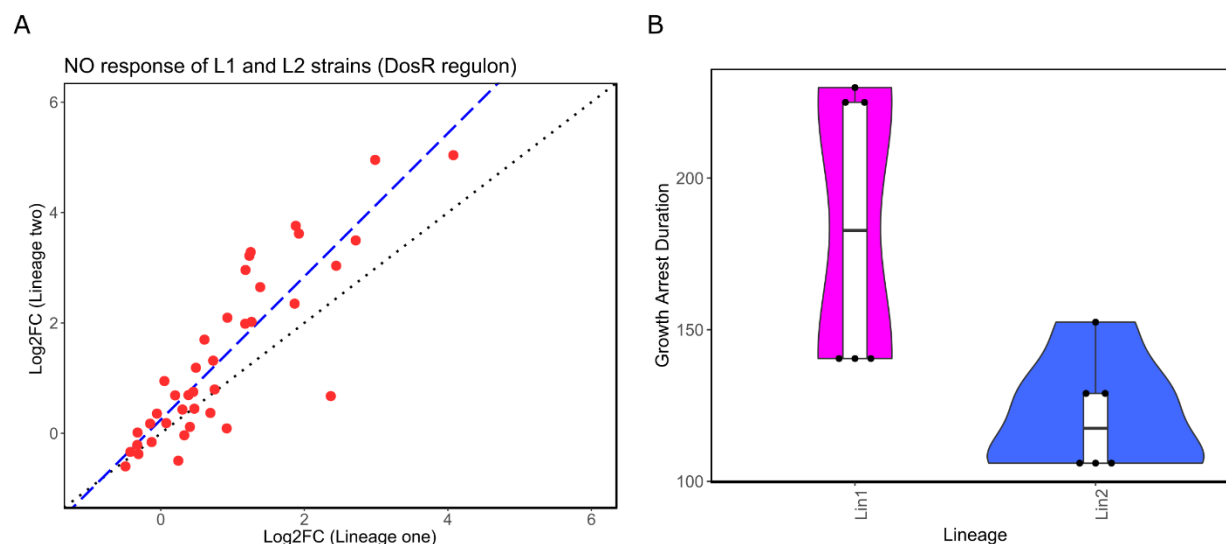 A
B
NO response of L1 and L2 strains (DosR regulon)
6
4
2
0
Log2FC (Lineage two)
0
2
4
6
Log2FC (Lineage one)
200
150
100
Growth Arrest Duration
Lin1
Lin2
Lineage